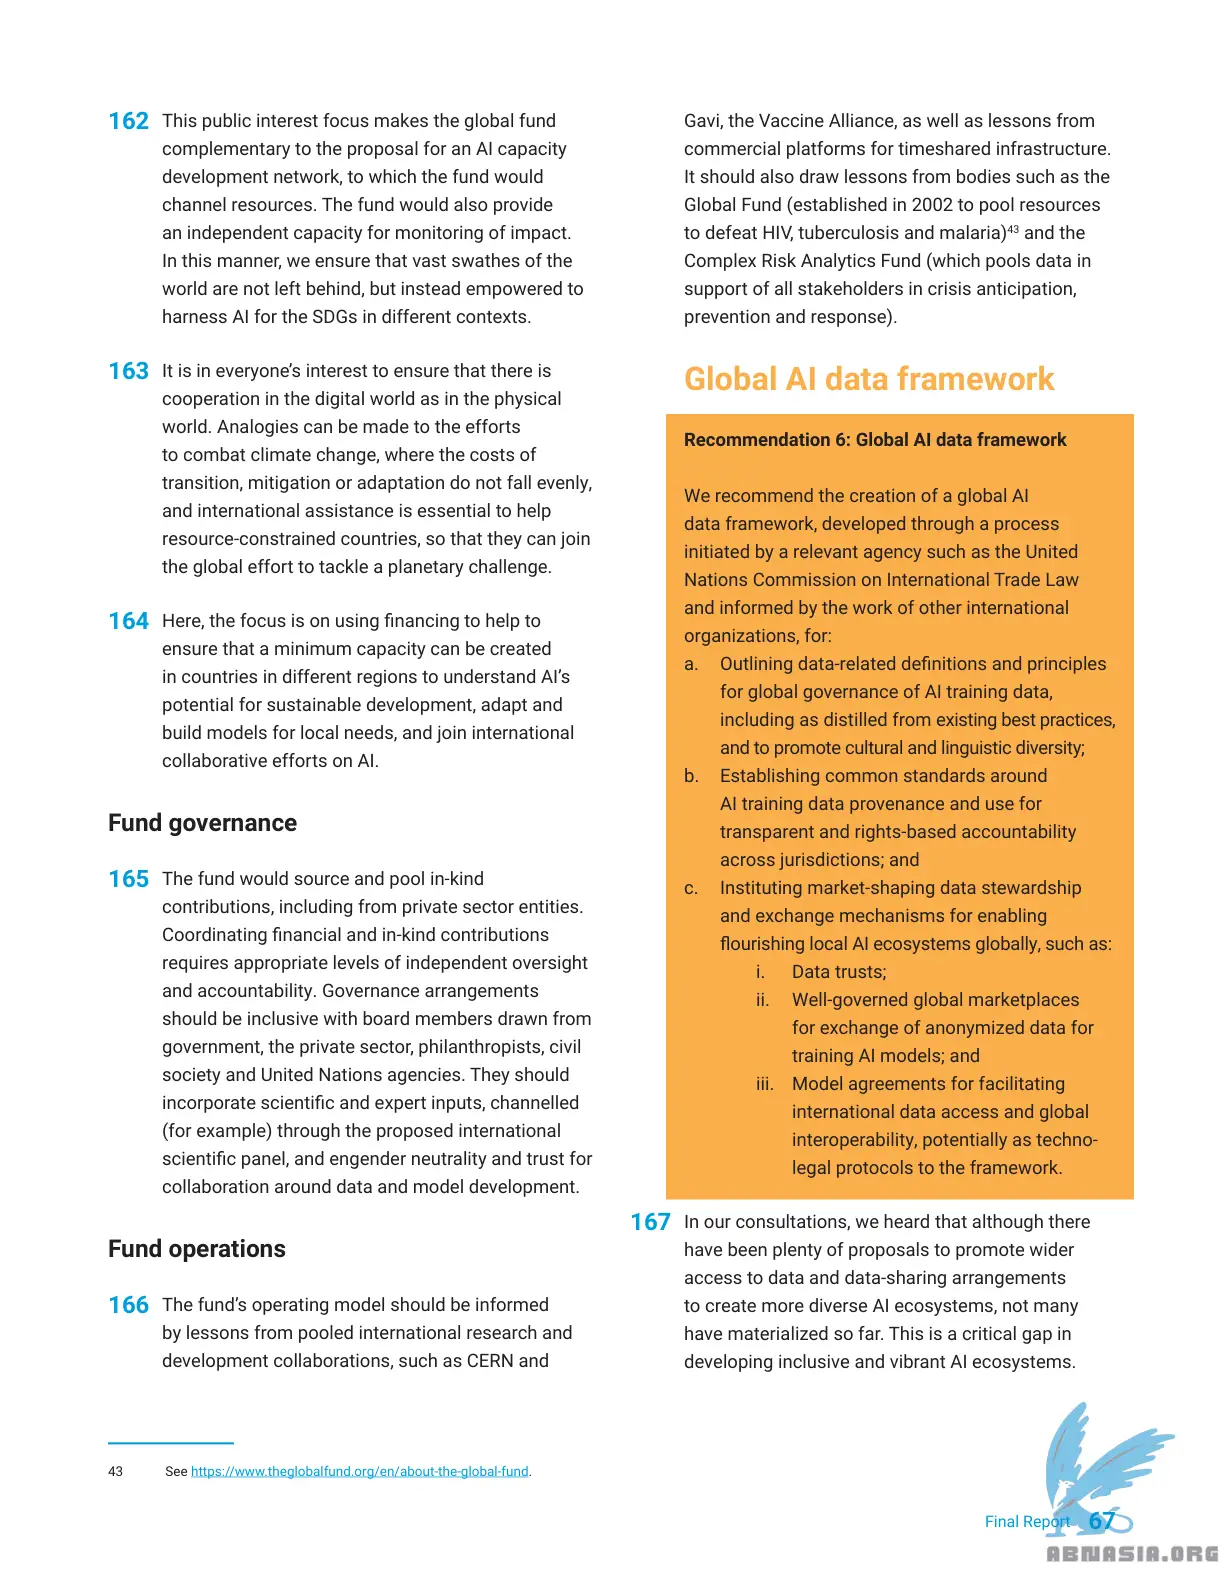 162 This public interest focus makes the global fund
complementary to the proposal for an AI capacity
development network, to which the fund would
channel resources. The fund would also provide
an independent capacity for monitoring of impact.
In this manner, we ensure that vast swathes of the
world are not left behind, but instead empowered to
harness AI for the SDGs in different contexts.
163 It is in everyone’s interest to ensure that there is
cooperation in the digital world as in the physical
world. Analogies can be made to the efforts
to combat climate change, where the costs of
transition, mitigation or adaptation do not fall evenly,
and international assistance is essential to help
resource-constrained countries, so that they can join
the global effort to tackle a planetary challenge.
164 Here, the focus is on using financing to help to
ensure that a minimum capacity can be created
in countries in different regions to understand AI’s
potential for sustainable development, adapt and
build models for local needs, and join international
collaborative efforts on AI.
Fund governance
165 The fund would source and pool in-kind
contributions, including from private sector entities.
Coordinating financial and in-kind contributions
requires appropriate levels of independent oversight
and accountability. Governance arrangements
should be inclusive with board members drawn from
government, the private sector, philanthropists, civil
society and United Nations agencies. They should
incorporate scientific and expert inputs, channelled
(for example) through the proposed international
scientific panel, and engender neutrality and trust for
collaboration around data and model development.
Fund operations
166 The fund’s operating model should be informed
by lessons from pooled international research and
development collaborations, such as CERN and
Gavi, the Vaccine Alliance, as well as lessons from
commercial platforms for timeshared infrastructure.
It should also draw lessons from bodies such as the
Global Fund (established in 2002 to pool resources
to defeat HIV, tuberculosis and malaria)43 and the
Complex Risk Analytics Fund (which pools data in
support of all stakeholders in crisis anticipation,
prevention and response).
Global AI data framework
Recommendation 6: Global AI data framework
We recommend the creation of a global AI
data framework, developed through a process
initiated by a relevant agency such as the United
Nations Commission on International Trade Law
and informed by the work of other international
organizations, for:
a. Outlining data-related definitions and principles
for global governance of AI training data,
including as distilled from existing best practices,
and to promote cultural and linguistic diversity;
b. Establishing common standards around
AI training data provenance and use for
transparent and rights-based accountability
across jurisdictions; and
c. Instituting market-shaping data stewardship
and exchange mechanisms for enabling
flourishing local AI ecosystems globally, such as:
i. Data trusts;
ii. Well-governed global marketplaces
for exchange of anonymized data for
training AI models; and
iii. Model agreements for facilitating
international data access and global
interoperability, potentially as techno-
legal protocols to the framework.
167 In our consultations, we heard that although there
have been plenty of proposals to promote wider
access to data and data-sharing arrangements
to create more diverse AI ecosystems, not many
have materialized so far. This is a critical gap in
developing inclusive and vibrant AI ecosystems.
43 See https://www.theglobalfund.org/en/about-the-global-fund.
Final Report 67
ABNASIA.ORG